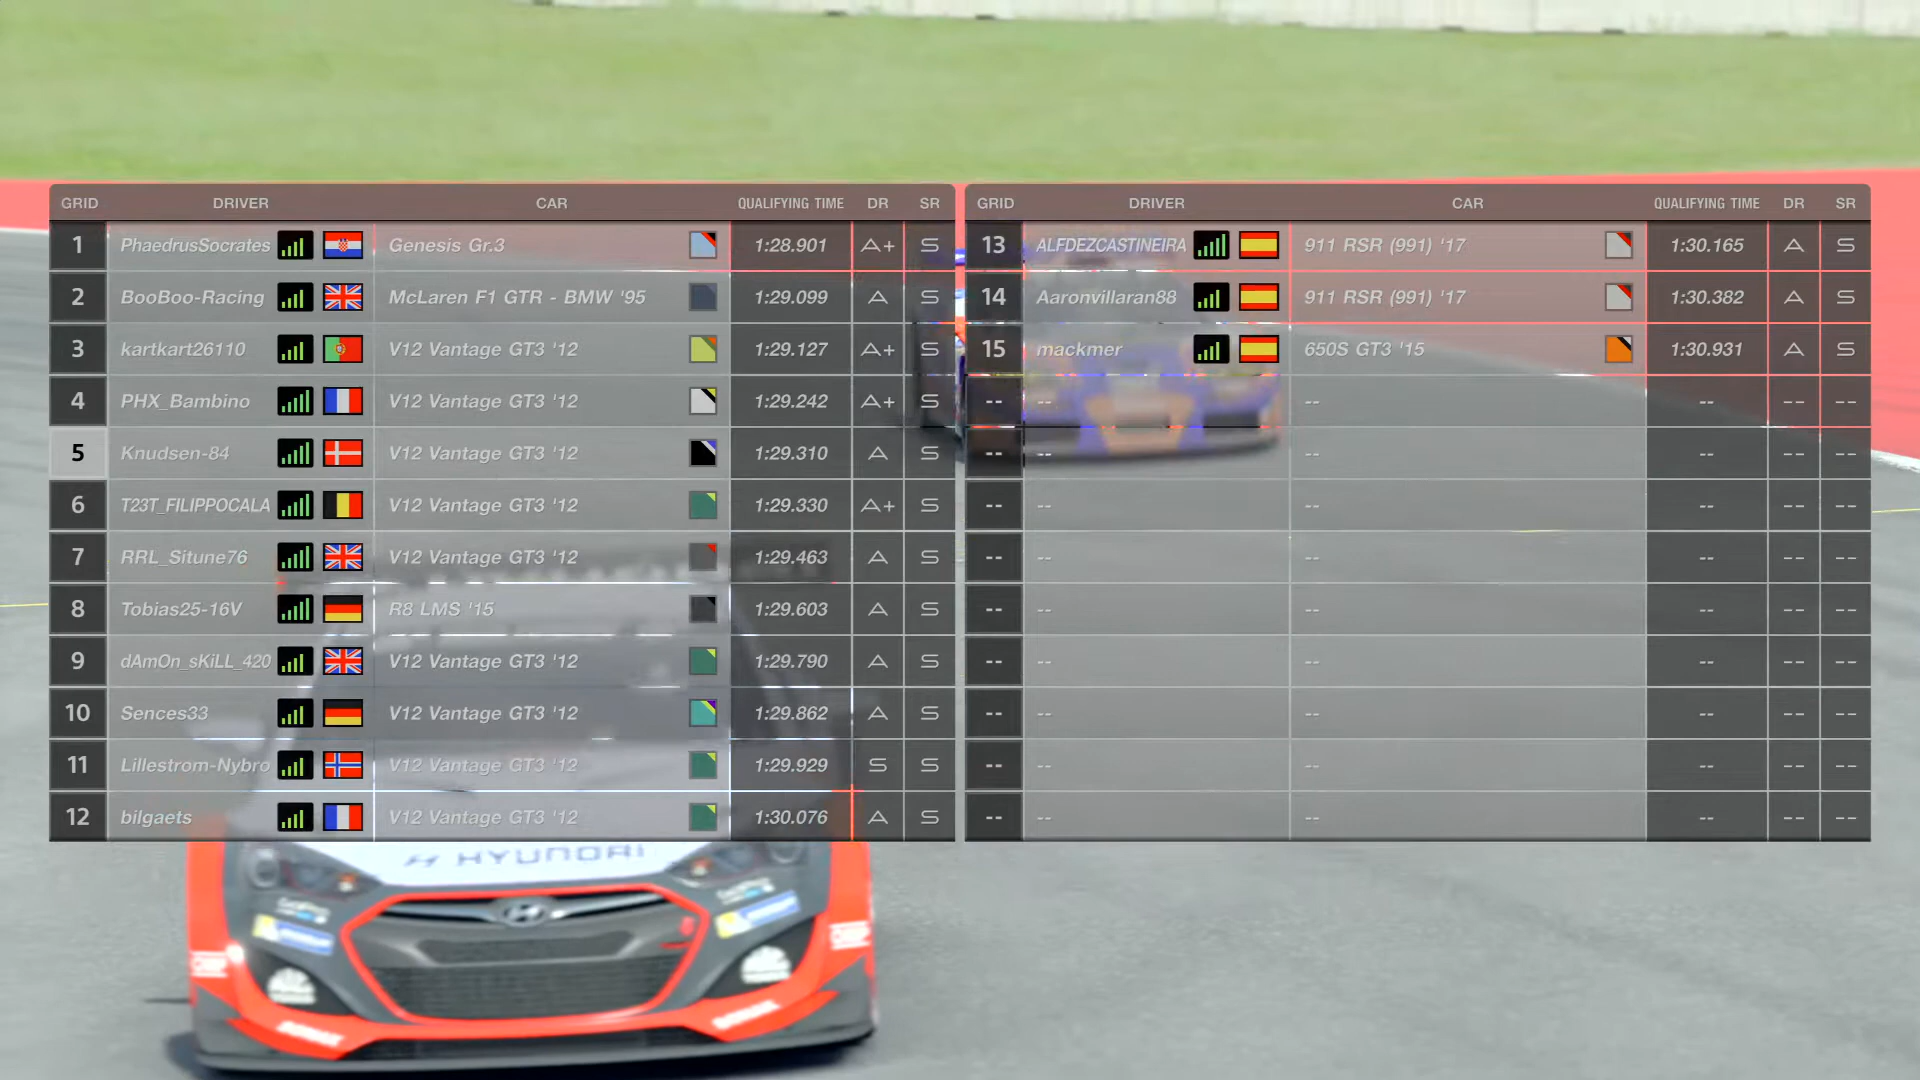 GRID DRIVER CAR QUALIFYING TIME DR SR
1 PhaedrusSocrates Genesis Gr.3 1:28.901 A+ S
2 BooBoo-Racing McLaren F1 GTR - BMW '95 1:29.099 A S
3 kartkart26110 V12 Vantage GT3 '12 1:29.127 A+ S
4 PHX_Bambino V12 Vantage GT3 '12 1:29.242 A+ S
5 Knudsen-84 V12 Vantage GT3 '12 1:29.310 A S
6 T23T_FILIPPOCALA V12 Vantage GT3 '12 1:29.330 A+ S
7 RRL_Situne76 V12 Vantage GT3 '12 1:29.463 A S
8 Tobias25-16V R8 LMS '15 1:29.603 A S
9 dAmOn_sKiLL_420 V12 Vantage GT3 '12 1:29.790 A S
10 Sences33 V12 Vantage GT3 '12 1:29.862 A S
11 Lillestrom-Nybro V12 Vantage GT3 '12 1:29.929 S S
12 bilgaets V12 Vantage GT3 '12 1:30.076 A S
GRID DRIVER CAR QUALIFYING TIME DR SR
13 ALFDEZCASTINEIRA 911 RSR (991) '17 1:30.165 A S
14 Aaronvillaran88 911 RSR (991) '17 1:30.382 A S
15 mackmer 650S GT3 '15 1:30.931 A S
-- -- -- -- -- --
-- -- -- -- -- --
-- -- -- -- -- --
-- -- -- -- -- --
-- -- -- -- -- --
-- -- -- -- -- --
-- -- -- -- -- --
-- -- -- -- -- --
-- -- -- -- -- --
HYUNDAI